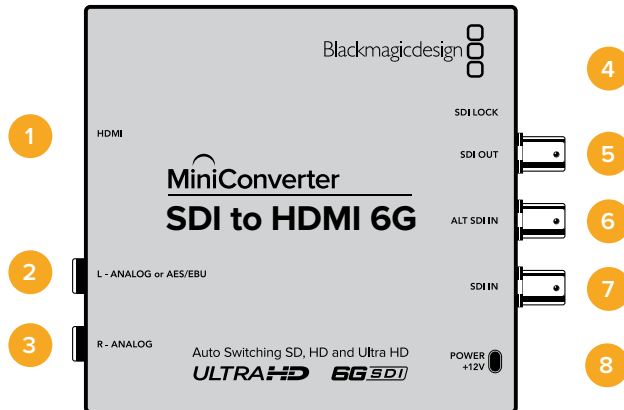 Blackmagicdesign
4
SDI LOCK
1
HDMI
SDI OUT
5
MiniConverter
SDI to HDMI 6G
ALT SDI IN
6
2
L - ANALOG or AES/EBU
SDI IN
7
3
R - ANALOG
Auto Switching SD, HD and Ultra HD
ULTRAHD 6G SDI
POWER
+12V
8